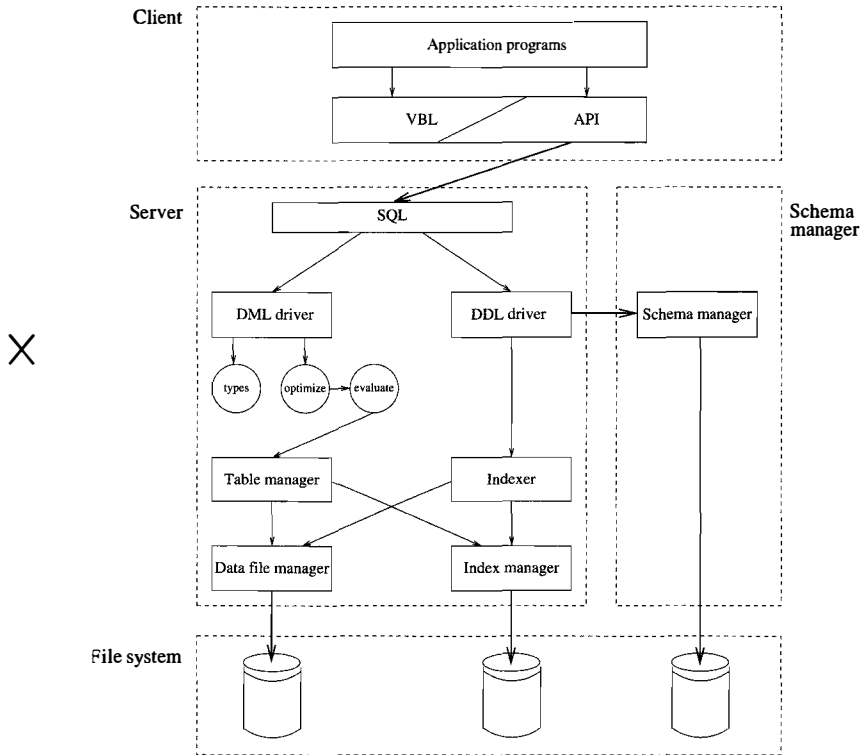 Client
Application programs
VBL
API
Server
SQL
Schema
manager
DML driver
DDL driver
Schema manager
types
optimize
evaluate
Table manager
Indexer
Data file manager
Index manager
File system